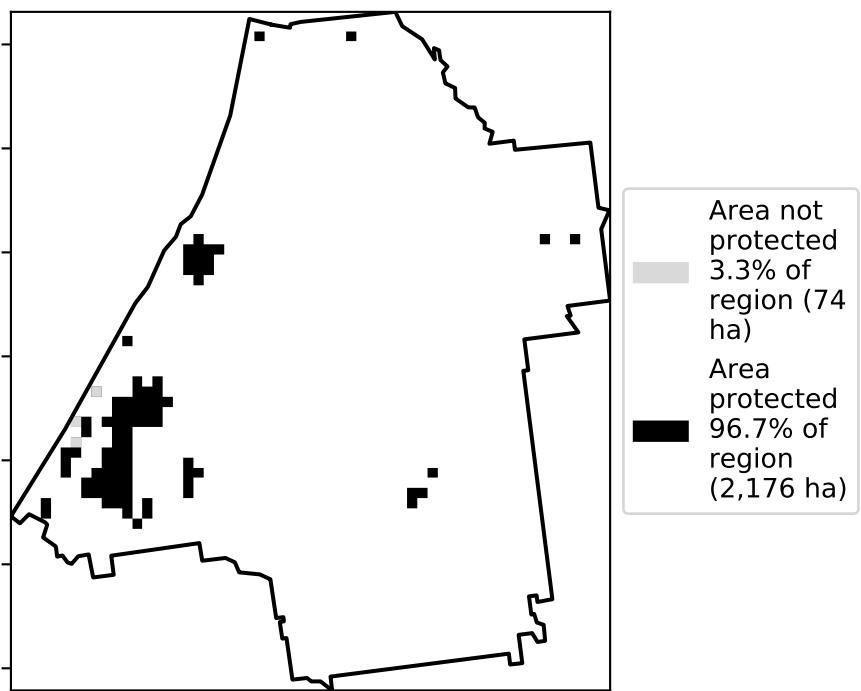 Area not
protected
3.3% of
region (74
ha)
Area
protected
96.7% of
region
(2,176 ha)